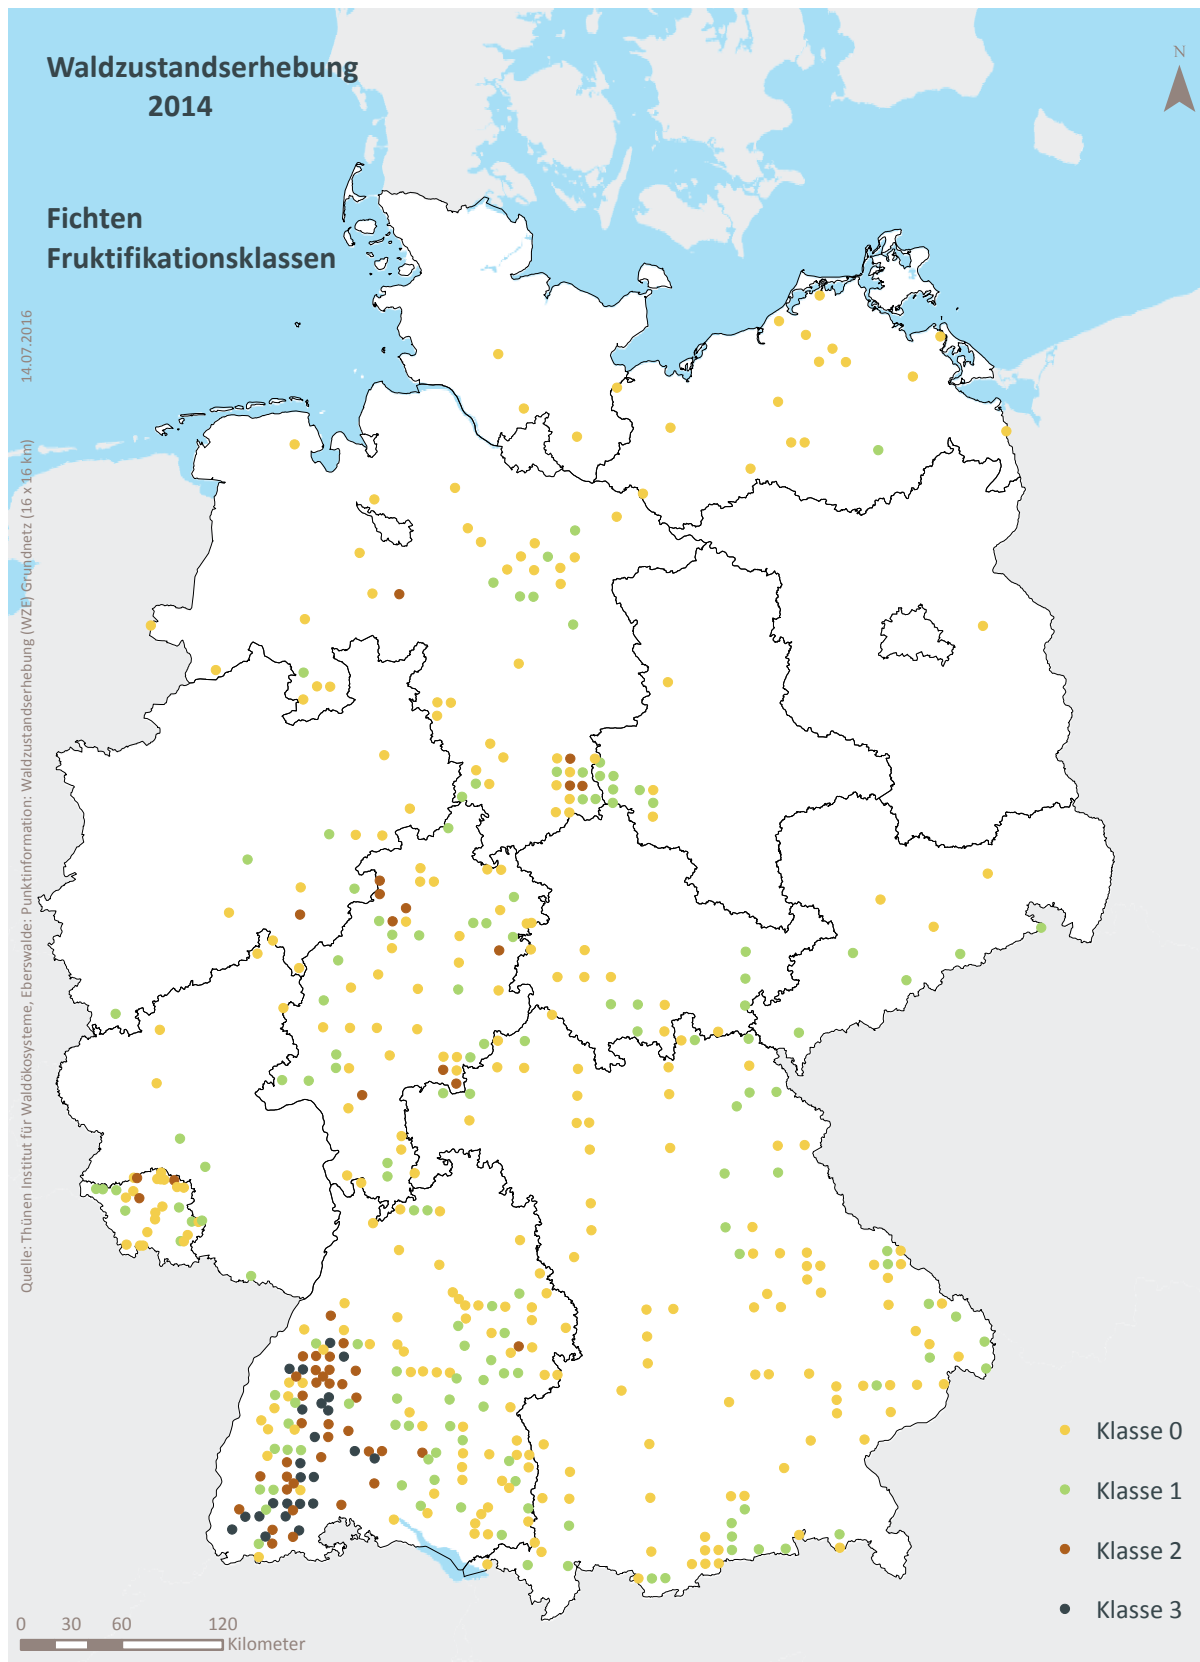 Waldzustandserhebung
2014
N
Fichten
Fruktifikationsklassen
Quelle: Thünen Institut für Waldökosysteme, Eberswalde: Punktinformation: Waldzustandserhebung (WZE) Grundnetz (16 x 16 km) 14.07.2016
Klasse 0
Klasse 1
Klasse 2
Klasse 3
0 30 60 120
Kilometer